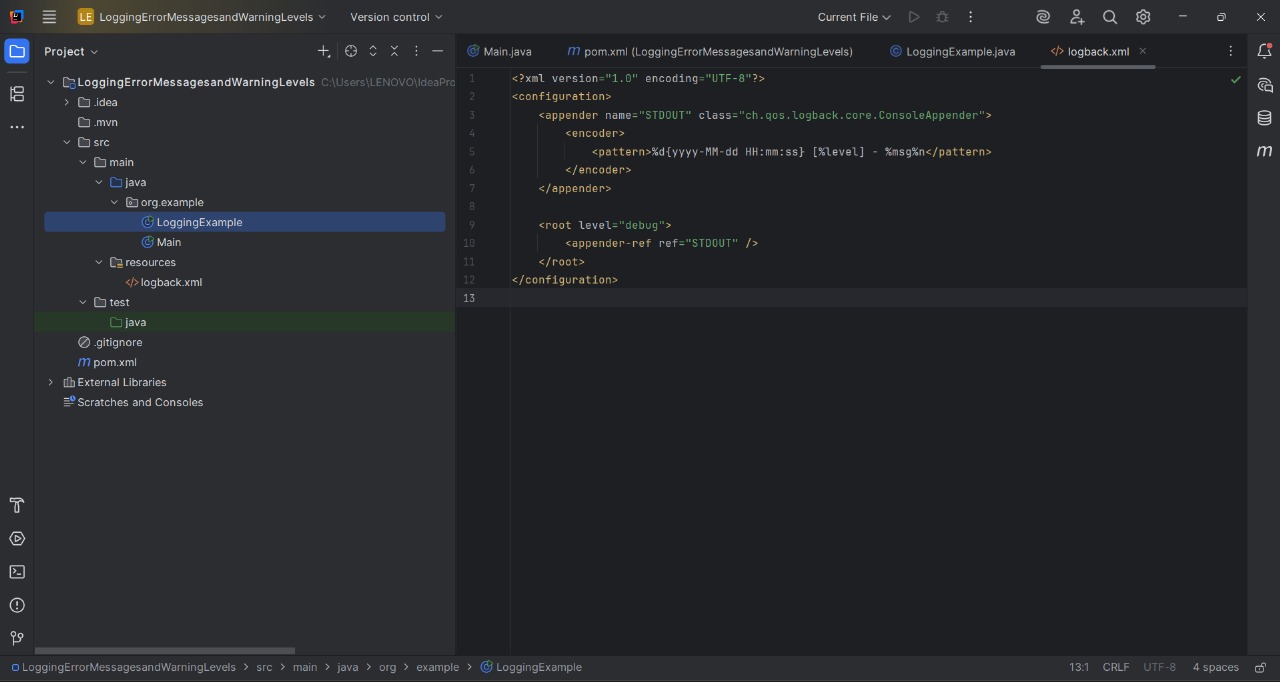 LE LoggingErrorMessagesandWarningLevels Version control Current File
Project
Main.java pom.xml (LoggingErrorMessagesandWarningLevels) LoggingExample.java logback.xml
LoggingErrorMessagesandWarningLevels C:\Users\LENOVO\IdeaPro
.idea
.mvn
src
main
java
org.example
LoggingExample
Main
resources
logback.xml
test
java
.gitignore
pom.xml
External Libraries
Scratches and Consoles
1 <?xml version="1.0" encoding="UTF-8"?>
2 <configuration>
3 <appender name="STDOUT" class="ch.qos.logback.core.ConsoleAppender">
4 <encoder>
5 <pattern>%d{yyyy-MM-dd HH:mm:ss} [%level] - %msg%n</pattern>
6 </encoder>
7 </appender>
8
9 <root level="debug">
10 <appender-ref ref="STDOUT" />
11 </root>
12 </configuration>
13
LoggingErrorMessagesandWarningLevels > src > main > java > org > example > LoggingExample 13:1 CRLF UTF-8 4 spaces